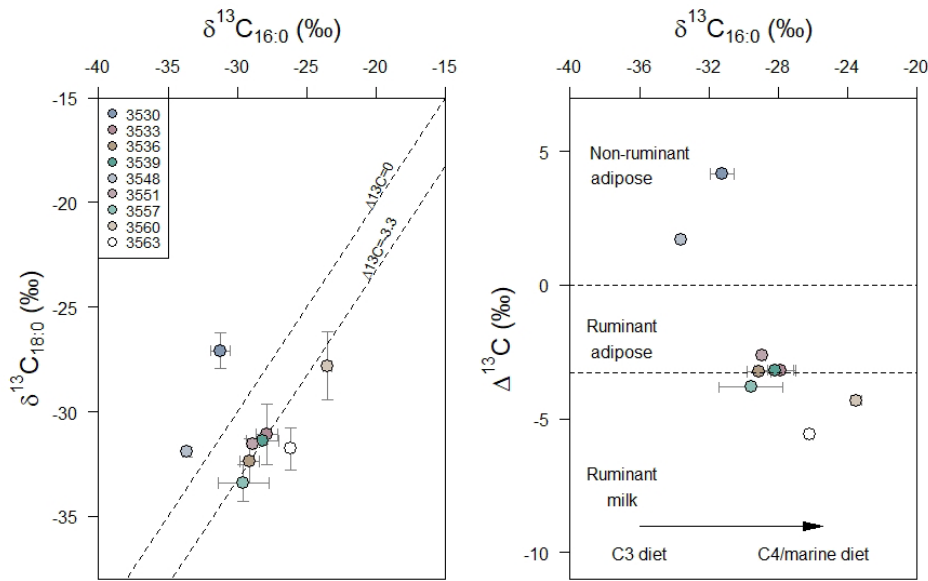 δ¹³C₁₆:₀ (‰)
-40 -35 -30 -25 -20 -15
-15
-20
-25
-30
-35
δ¹³C₁₈:₀ (‰)
3530
3533
3536
3539
3548
3551
3557
3560
3563
Δ13C=0
Δ13C=-3.3
δ¹³C₁₆:₀ (‰)
-40 -36 -32 -28 -24 -20
5
0
-5
-10
Δ¹³C (‰)
Non-ruminant
adipose
Ruminant
adipose
Ruminant
milk
C3 diet
C4/marine diet